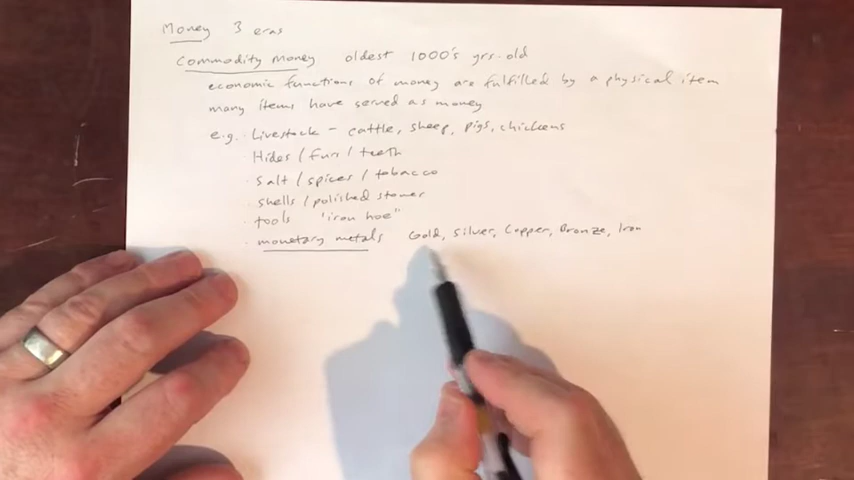 Money 3 eras
Commodity money oldest 1000's yrs. old
economic functions of money are fulfilled by a physical item
many items have served as money
e.g. · Livestock - cattle, sheep, pigs, chickens
· Hides / furs / teeth
· Salt / spices / tobacco
· shells / polished stones
· tools "iron hoe"
· monetary metals Gold, Silver, Copper, Bronze, Iron